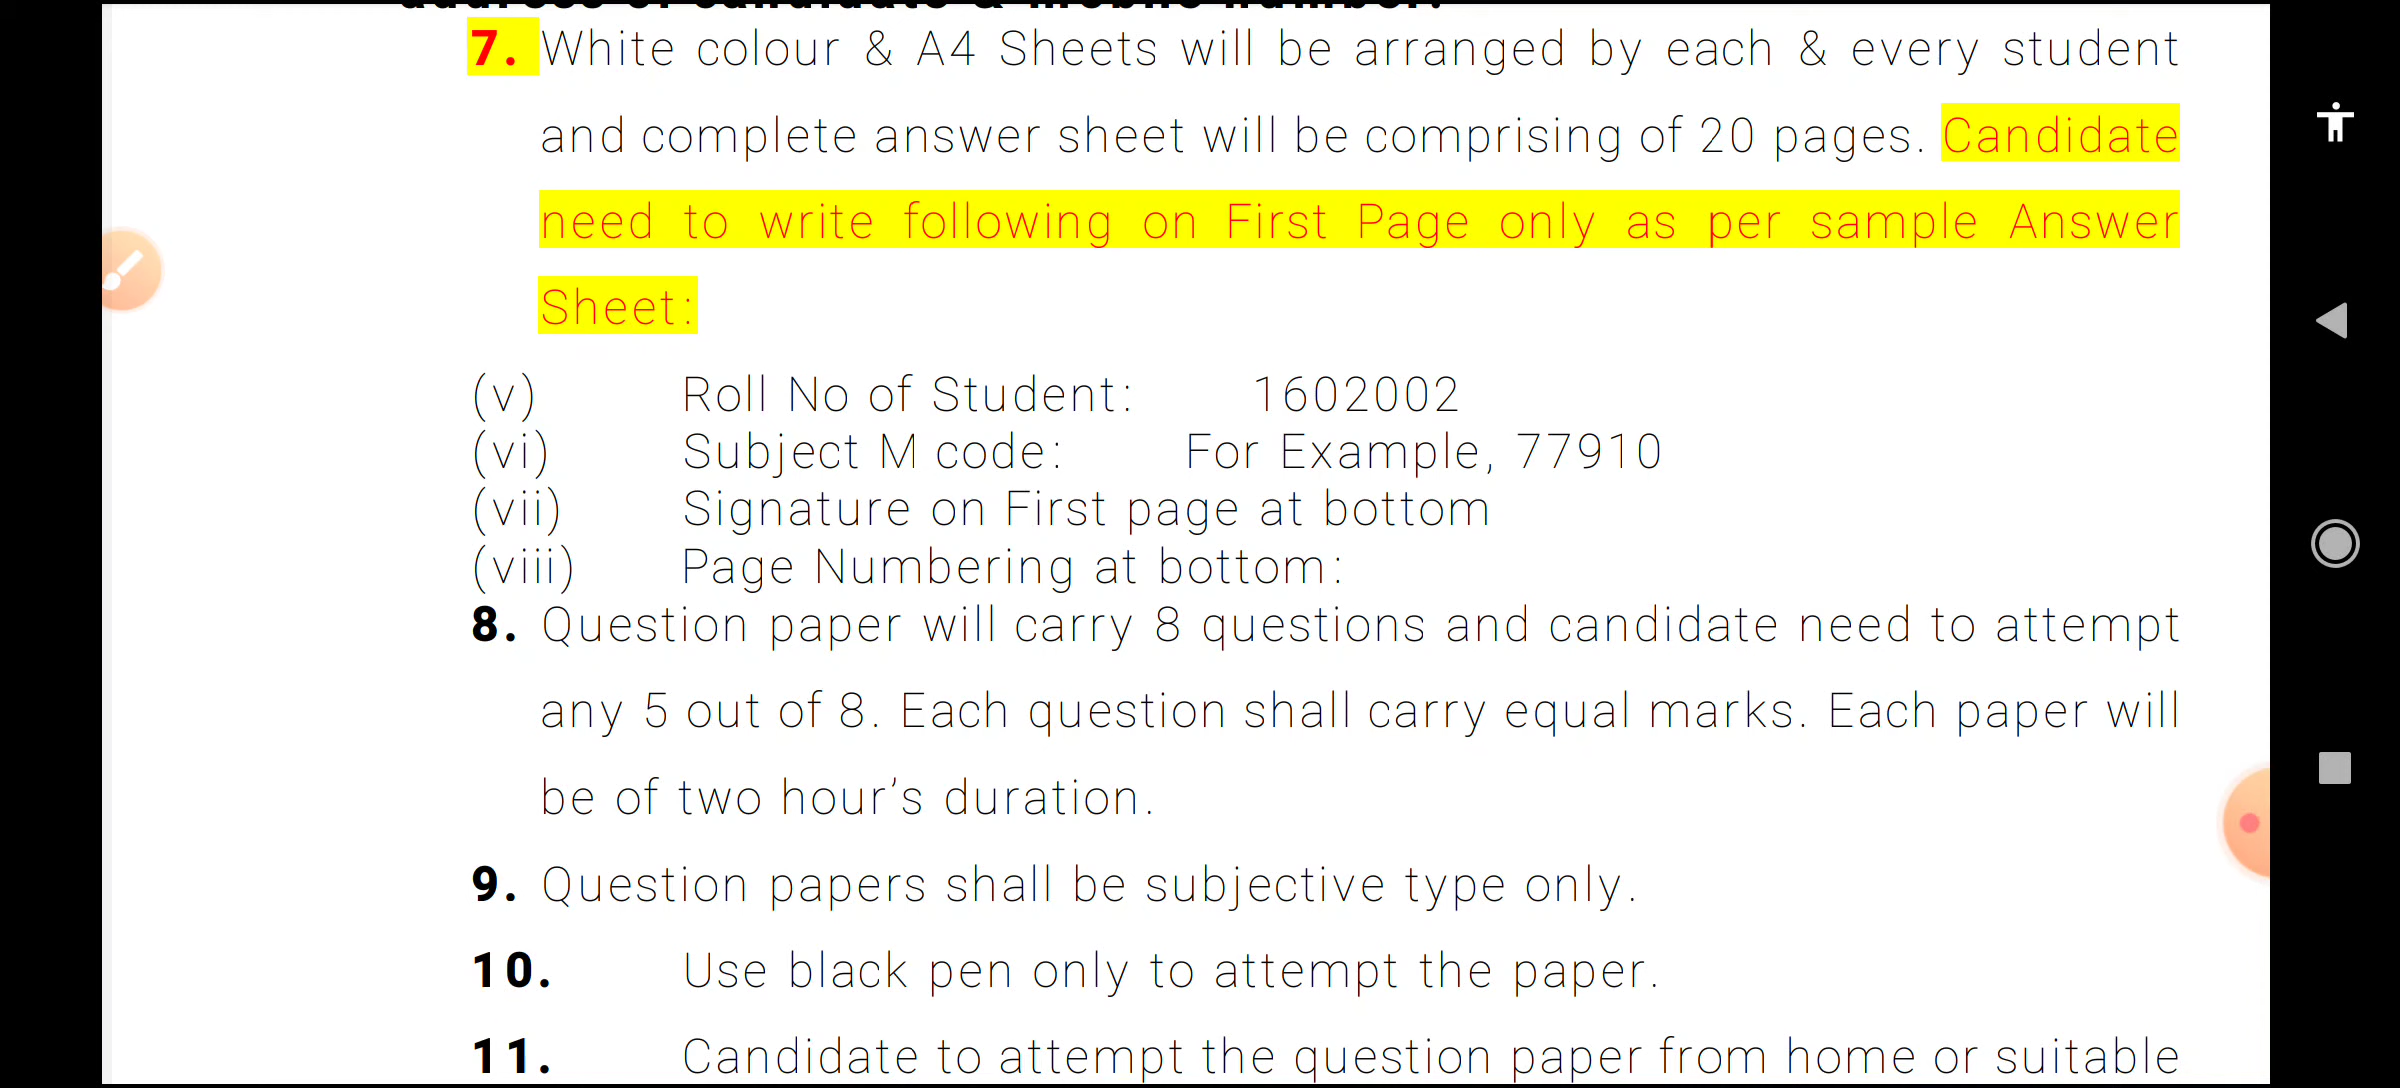 7. White colour & A4 Sheets will be arranged by each & every student
and complete answer sheet will be comprising of 20 pages. Candidate
need to write following on First Page only as per sample Answer
Sheet:
(v) Roll No of Student: 1602002
(vi) Subject M code: For Example, 77910
(vii) Signature on First page at bottom
(viii) Page Numbering at bottom:
8. Question paper will carry 8 questions and candidate need to attempt
any 5 out of 8. Each question shall carry equal marks. Each paper will
be of two hour's duration.
9. Question papers shall be subjective type only.
10. Use black pen only to attempt the paper.
11. Candidate to attempt the question paper from home or suitable